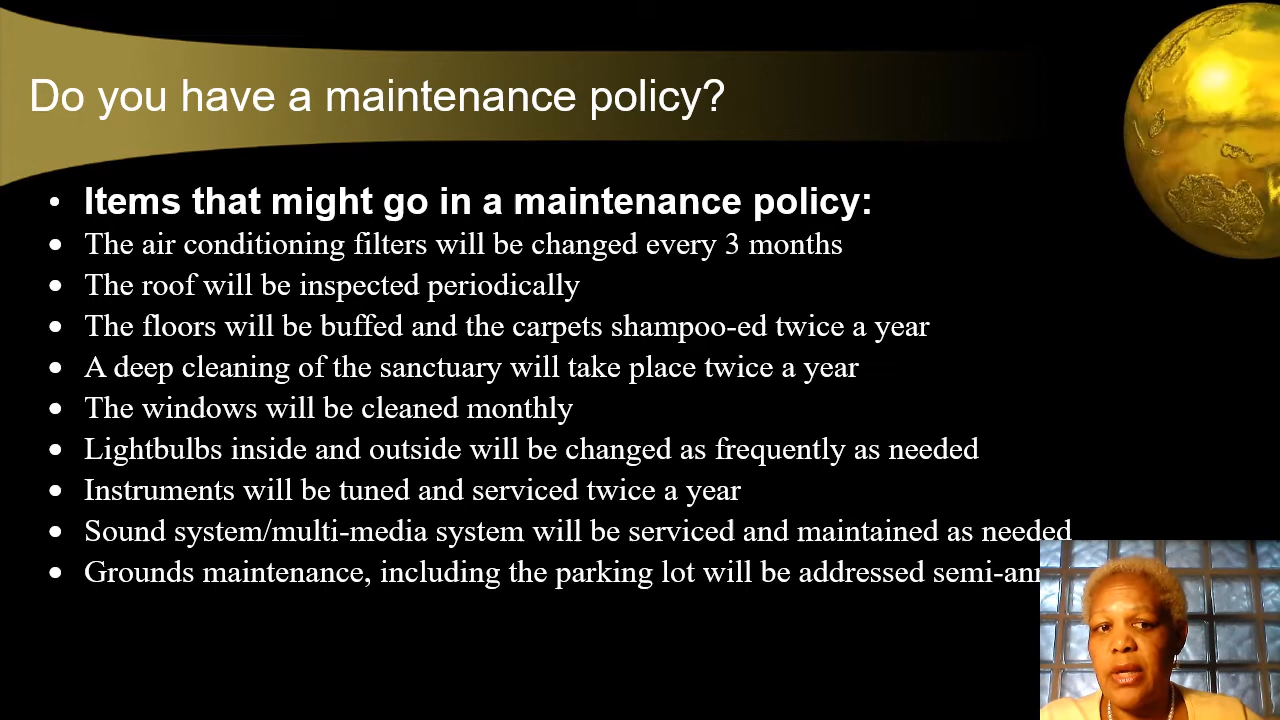 Do you have a maintenance policy?
• Items that might go in a maintenance policy:
• The air conditioning filters will be changed every 3 months
• The roof will be inspected periodically
• The floors will be buffed and the carpets shampoo-ed twice a year
• A deep cleaning of the sanctuary will take place twice a year
• The windows will be cleaned monthly
• Lightbulbs inside and outside will be changed as frequently as needed
• Instruments will be tuned and serviced twice a year
• Sound system/multi-media system will be serviced and maintained as needed
• Grounds maintenance, including the parking lot will be addressed